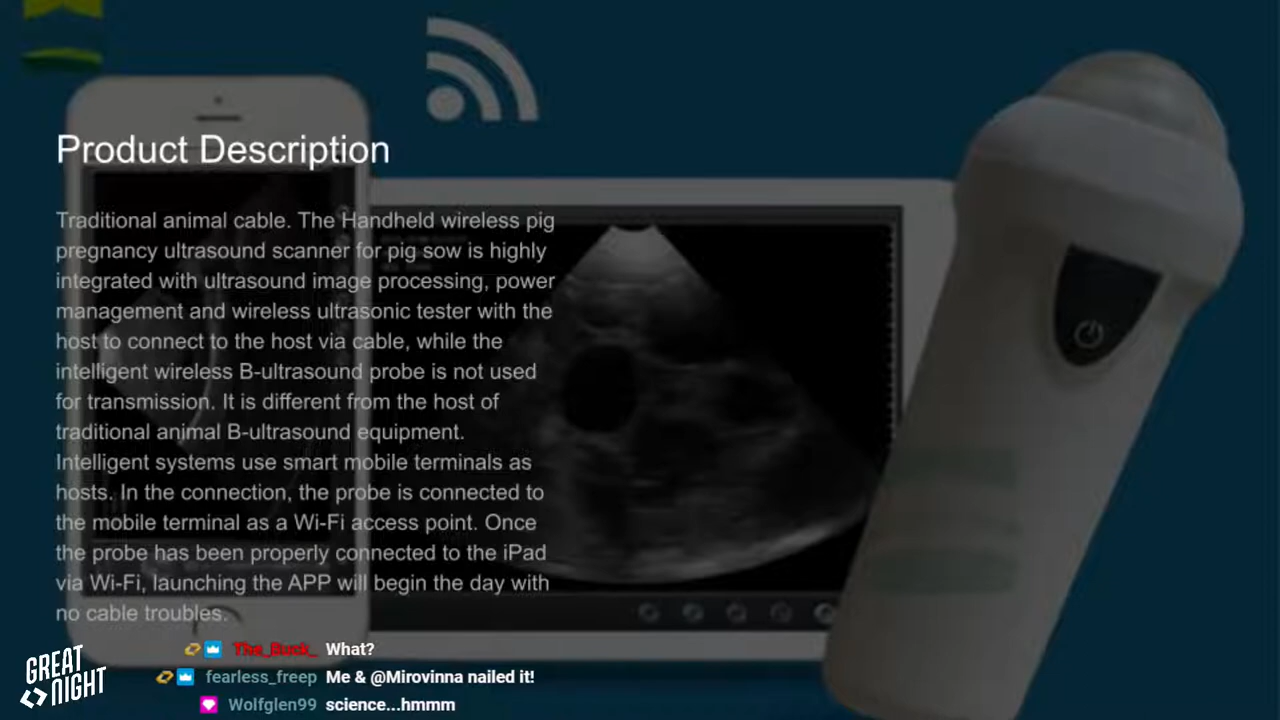 Product Description
Traditional animal cable. The Handheld wireless pig
pregnancy ultrasound scanner for pig sow is highly
integrated with ultrasound image processing, power
management and wireless ultrasonic tester with the
host to connect to the host via cable, while the
intelligent wireless B-ultrasound probe is not used
for transmission. It is different from the host of
traditional animal B-ultrasound equipment.
Intelligent systems use smart mobile terminals as
hosts. In the connection, the probe is connected to
the mobile terminal as a Wi-Fi access point. Once
the probe has been properly connected to the iPad
via Wi-Fi, launching the APP will begin the day with
no cable troubles.
The_Buck_ What?
fearless_freep Me & @Mirovinna nailed it!
Wolfglen99 science...hmmm
GREAT
NIGHT